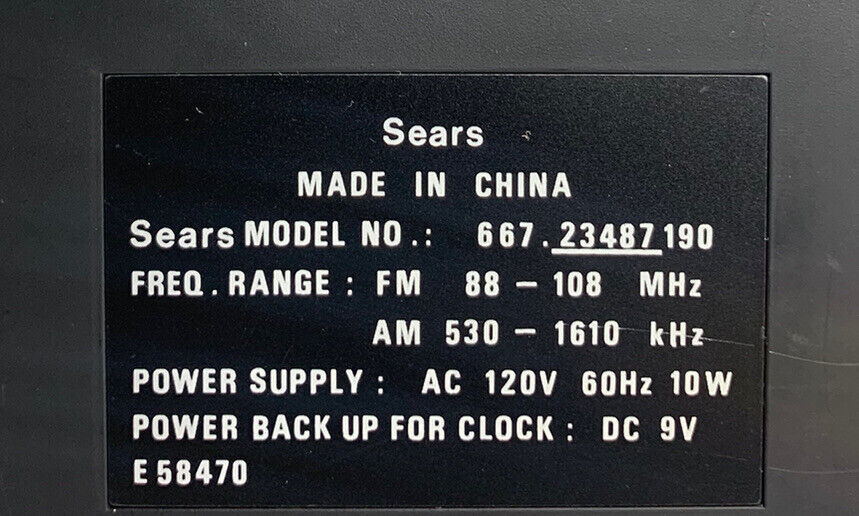 Sears
MADE IN CHINA
Sears MODEL NO.: 667.23487190
FREQ. RANGE : FM 88 – 108 MHz
AM 530 – 1610 kHz
POWER SUPPLY : AC 120V 60Hz 10W
POWER BACK UP FOR CLOCK : DC 9V
E58470